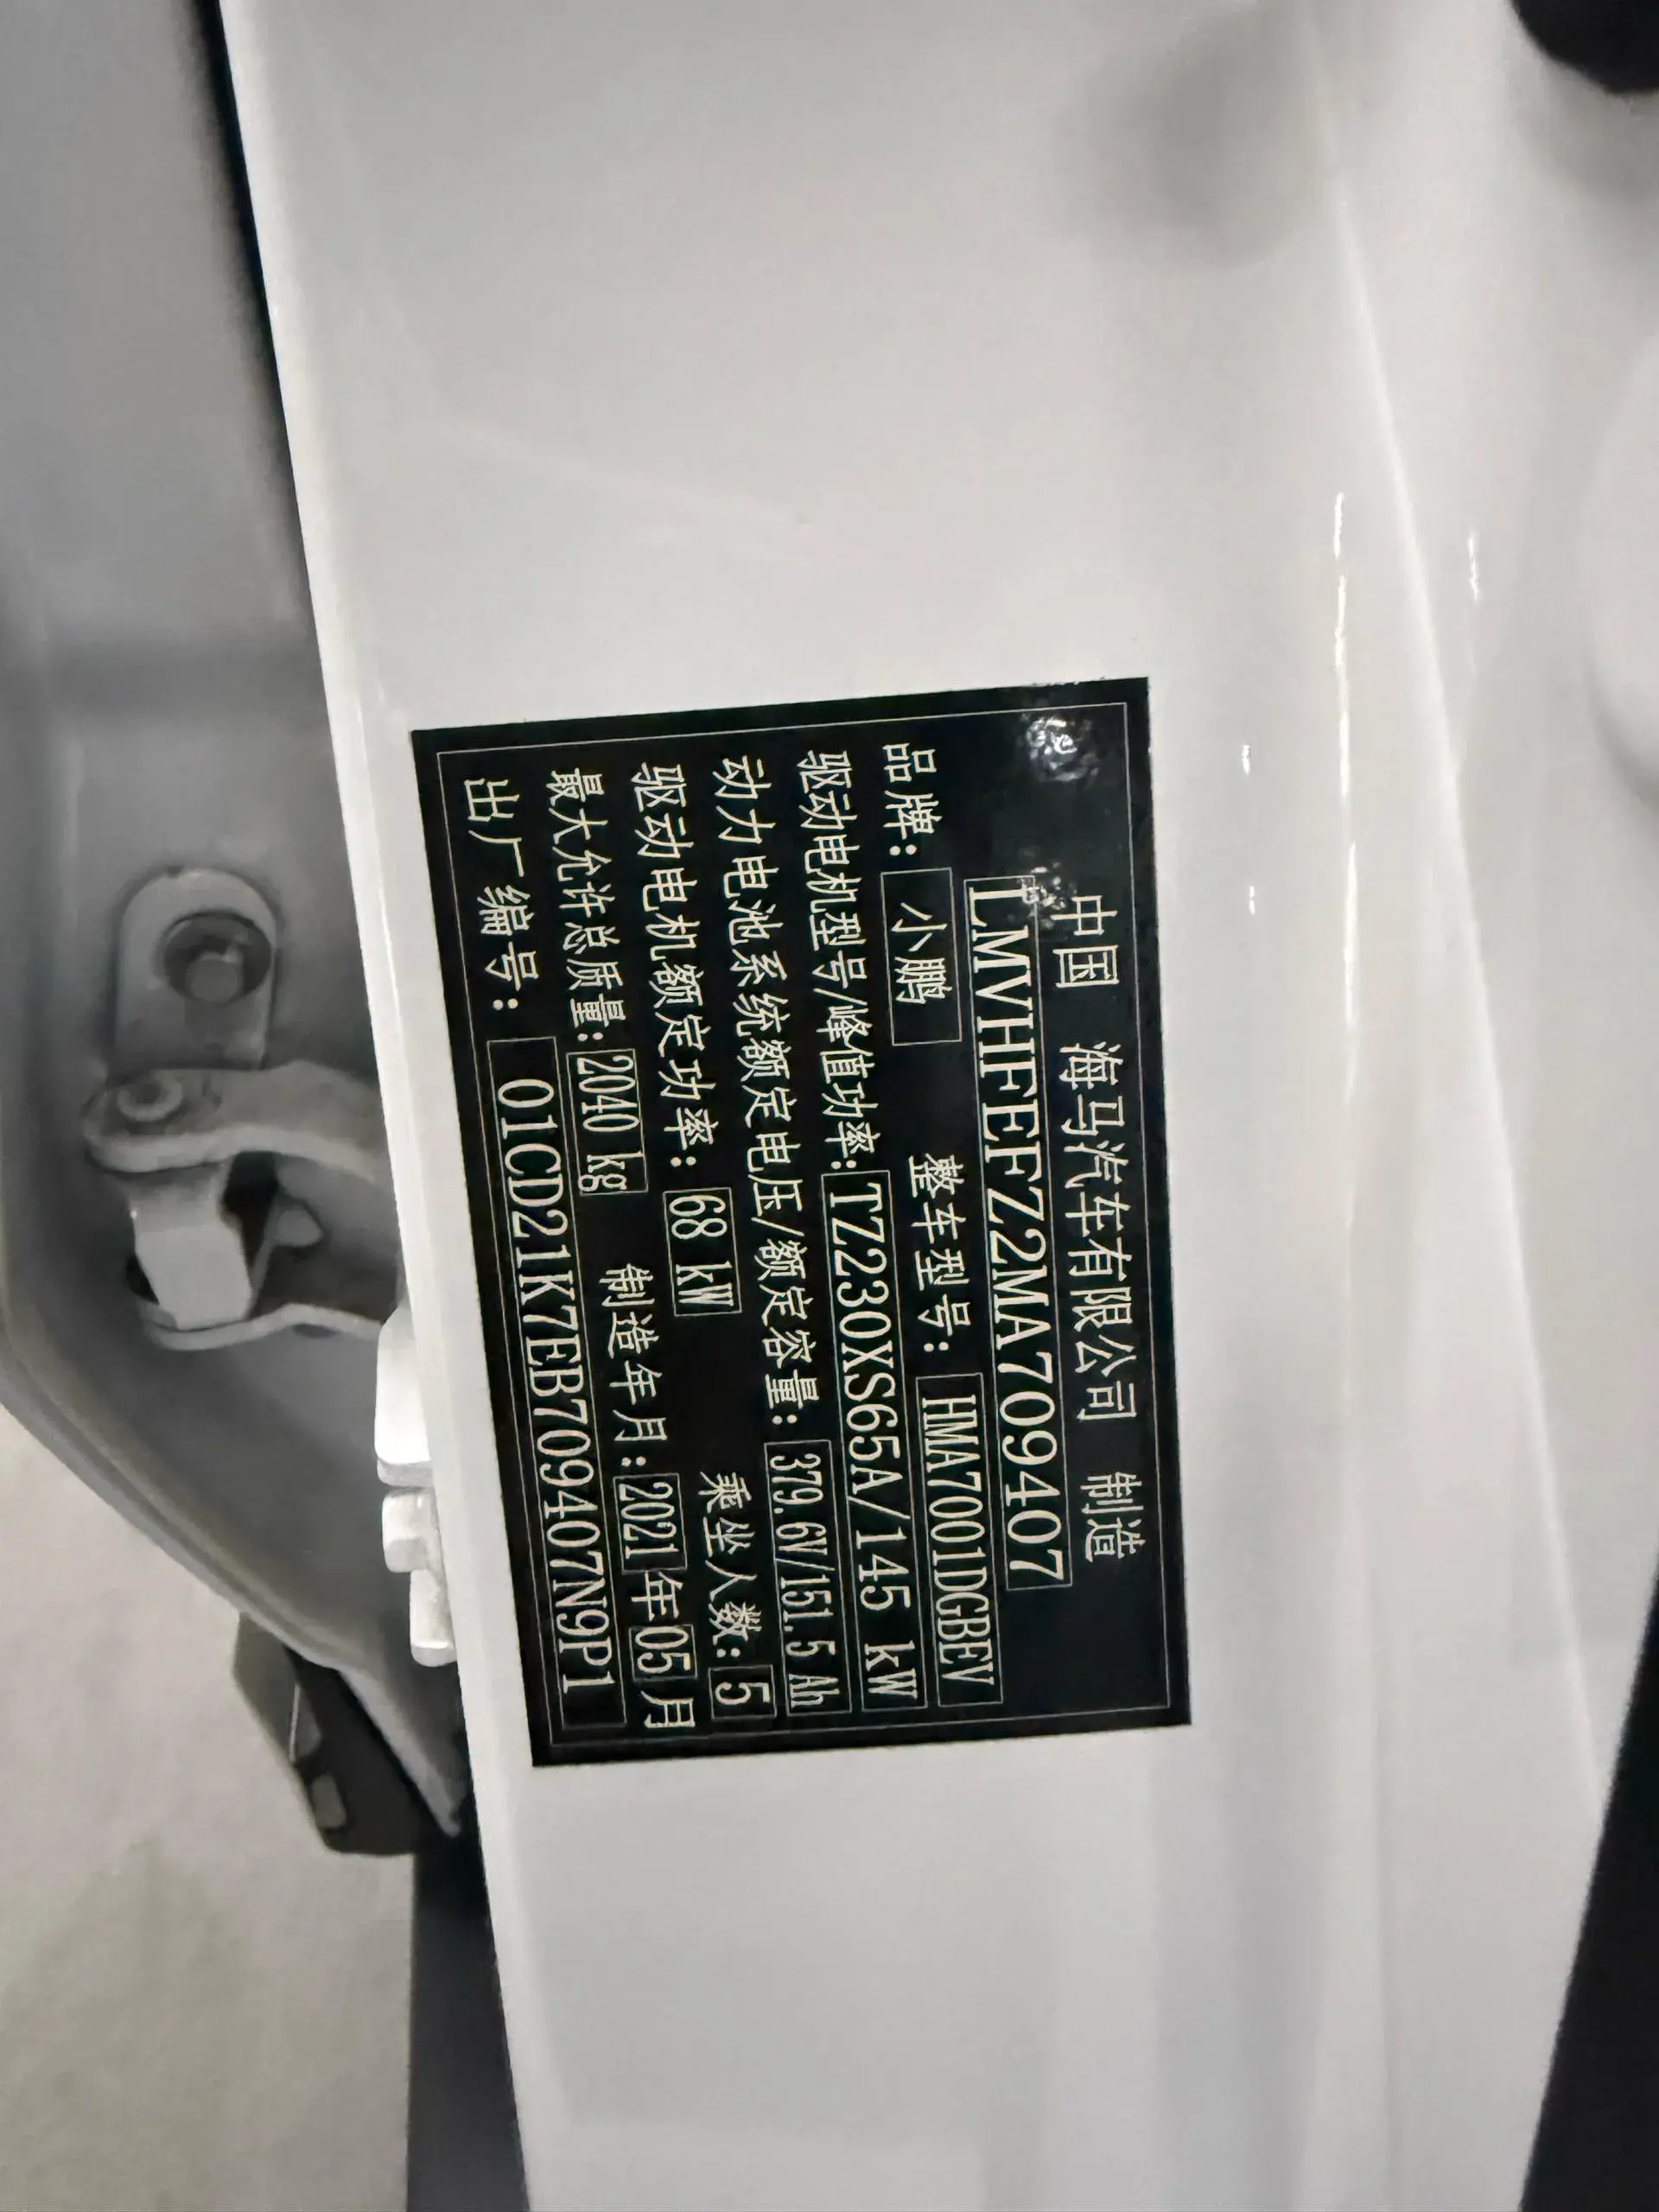 中国 海马汽车有限公司 制造
LMVHFEFZ2MA709407
品牌: 小鹏 整车型号: HMA7001DGBEV
驱动电机型号/峰值功率: TZ230XS65A/145 kW
动力电池系统额定电压/额定容量: 379.6V/151.5 Ah
驱动电机额定功率: 68 kW 乘坐人数: 5
最大允许总质量: 2040 kg 制造年月: 2021年05月
出厂编号: 01CD21K7EB709407N9P1